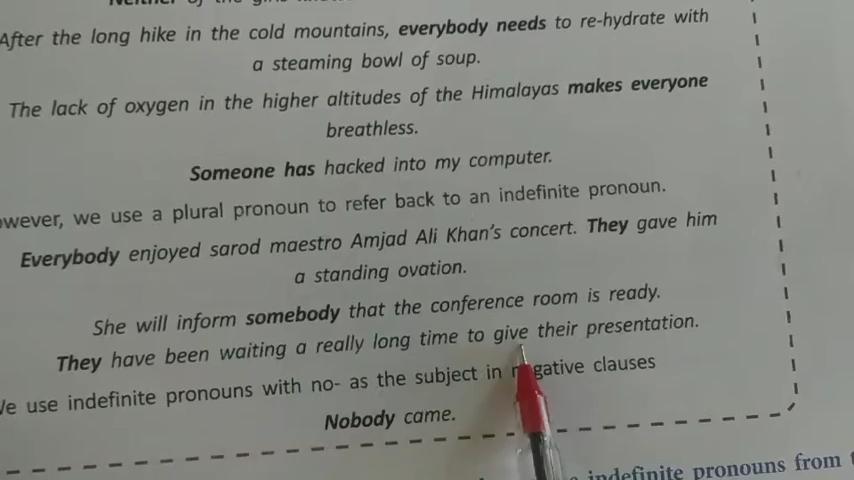 Neither of the girls
After the long hike in the cold mountains, everybody needs to re-hydrate with
a steaming bowl of soup.
The lack of oxygen in the higher altitudes of the Himalayas makes everyone
breathless.
Someone has hacked into my computer.
owever, we use a plural pronoun to refer back to an indefinite pronoun.
Everybody enjoyed sarod maestro Amjad Ali Khan's concert. They gave him
a standing ovation.
She will inform somebody that the conference room is ready.
They have been waiting a really long time to give their presentation.
We use indefinite pronouns with no- as the subject in negative clauses
Nobody came.
indefinite pronouns from